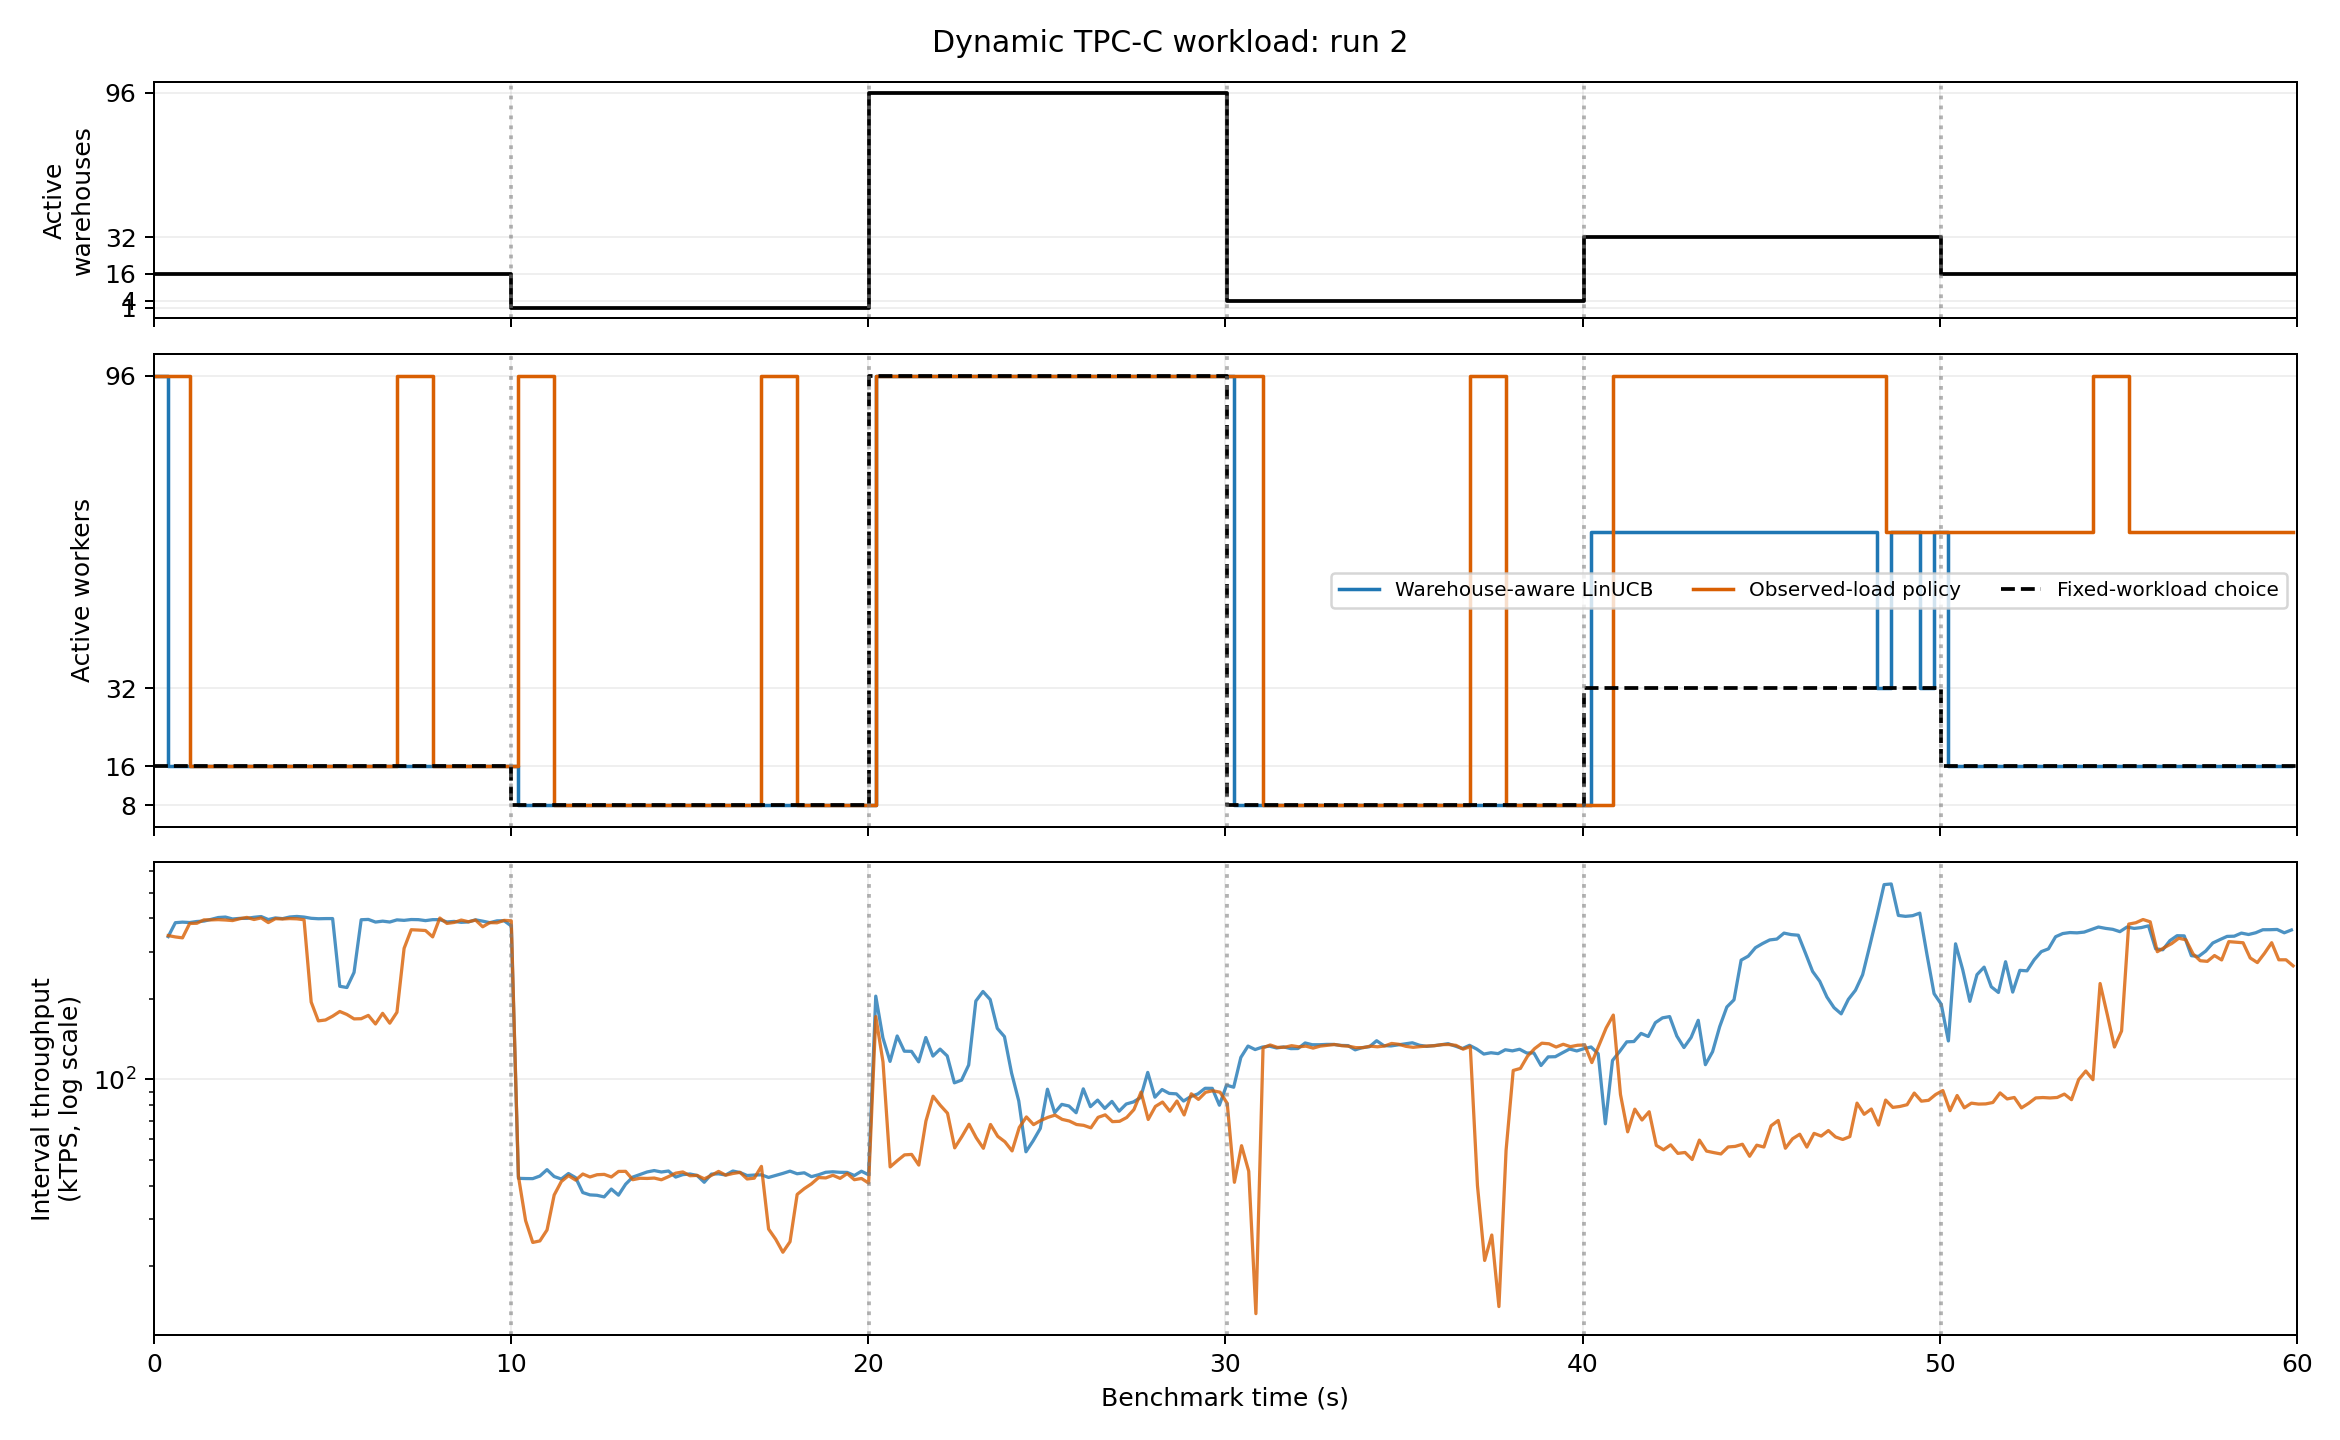 Dynamic TPC-C workload: run 2
Active
warehouses
96
32
16
4
1
Active workers
96
32
16
8
Warehouse-aware LinUCB
Observed-load policy
Fixed-workload choice
Interval throughput
(kTPS, log scale)
10²
0
10
20
30
40
50
60
Benchmark time (s)